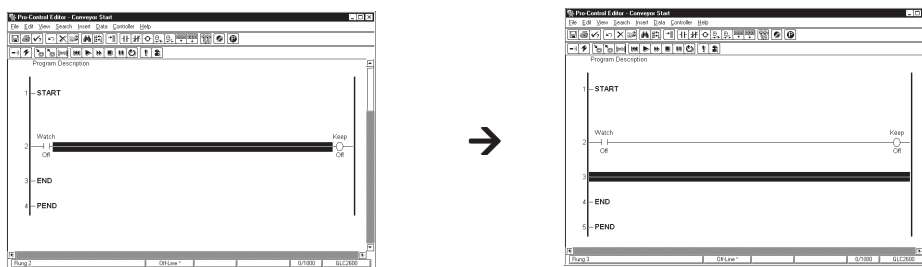 Pro-Control Editor - Conveyor Start
File Edit View Search Insert Data Controller Help
Program Description
1 START
Watch Keep
2
Off Off
3 END
4 PEND
Rung 2 Off-Line * 0/1000 GLC2600
Pro-Control Editor - Conveyor Start
File Edit View Search Insert Data Controller Help
Program Description
1 START
Watch Keep
2
Off Off
3
4 END
5 PEND
Rung 3 Off-Line * 0/1000 GLC2600